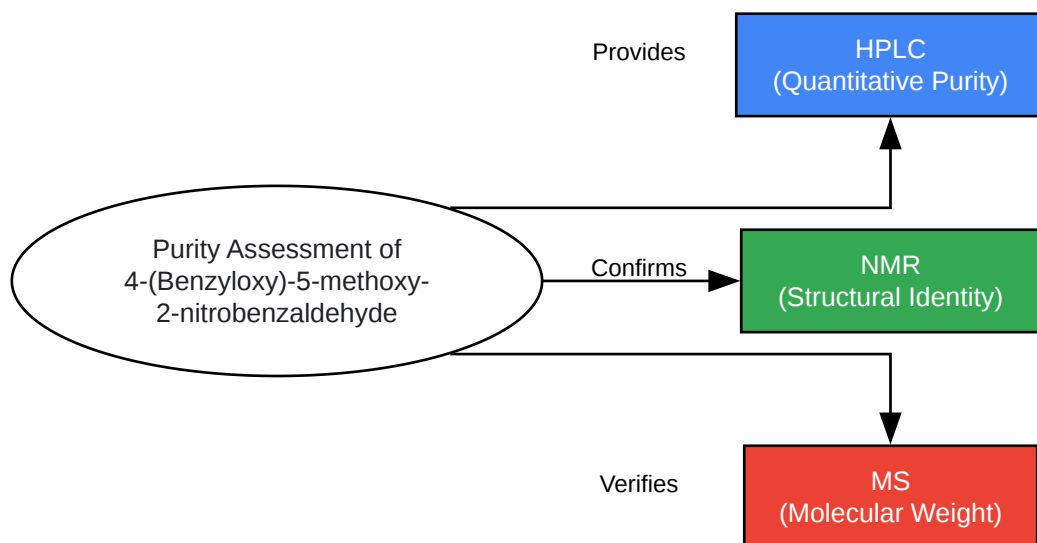 Provides
HPLC
(Quantitative Purity)
Purity Assessment of
4-(Benzyloxy)-5-methoxy-
2-nitrobenzaldehyde
Confirms
NMR
(Structural Identity)
Verifies
MS
(Molecular Weight)